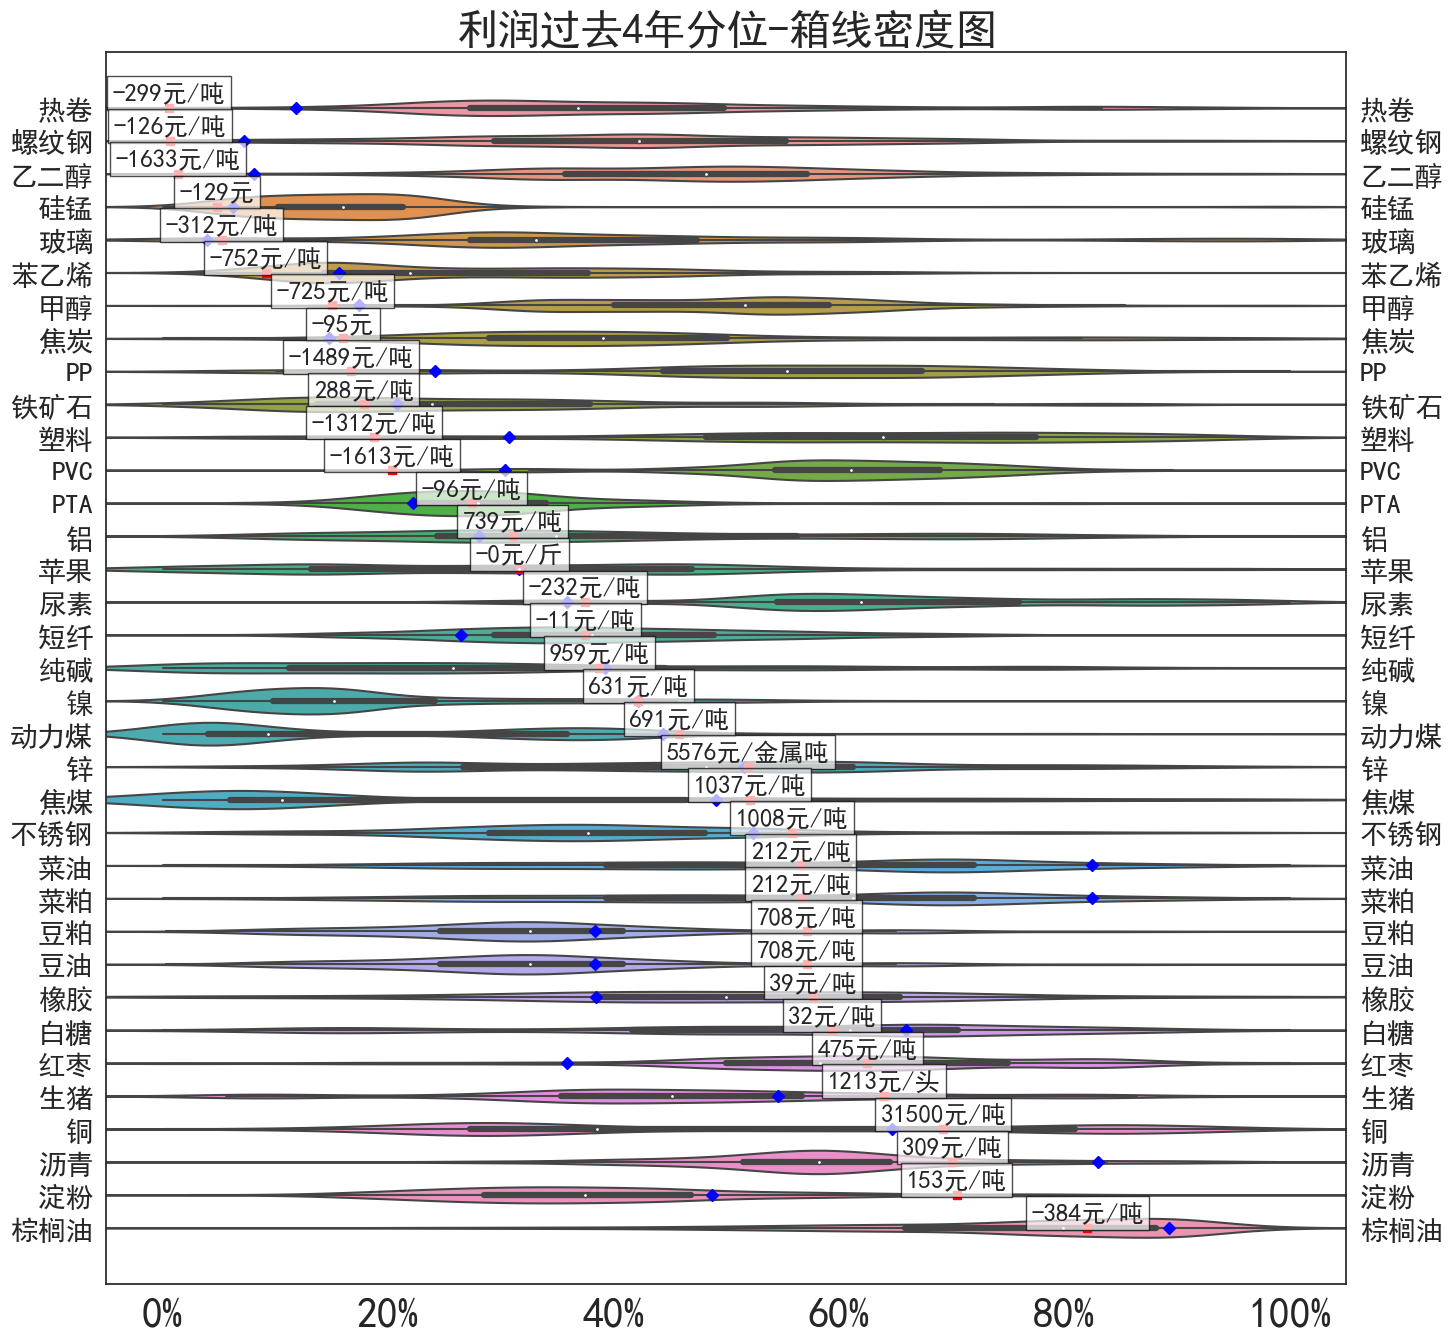 利润过去4年分位-箱线密度图
热卷 -299元/吨 热卷
螺纹钢 -126元/吨 螺纹钢
乙二醇 -1633元/吨 乙二醇
硅锰 -129元 硅锰
玻璃 -312元/吨 玻璃
苯乙烯 -752元/吨 苯乙烯
甲醇 -725元/吨 甲醇
焦炭 -95元 焦炭
PP -1489元/吨 PP
铁矿石 288元/吨 铁矿石
塑料 -1312元/吨 塑料
PVC -1613元/吨 PVC
PTA -96元/吨 PTA
铝 739元/吨 铝
苹果 -0元/斤 苹果
尿素 -232元/吨 尿素
短纤 -11元/吨 短纤
纯碱 959元/吨 纯碱
镍 631元/吨 镍
动力煤 691元/吨 动力煤
锌 5576元/金属吨 锌
焦煤 1037元/吨 焦煤
不锈钢 1008元/吨 不锈钢
菜油 212元/吨 菜油
菜粕 212元/吨 菜粕
豆粕 708元/吨 豆粕
豆油 708元/吨 豆油
橡胶 39元/吨 橡胶
白糖 32元/吨 白糖
红枣 475元/吨 红枣
生猪 1213元/头 生猪
铜 31500元/吨 铜
沥青 309元/吨 沥青
淀粉 153元/吨 淀粉
棕榈油 -384元/吨 棕榈油
0% 20% 40% 60% 80% 100%